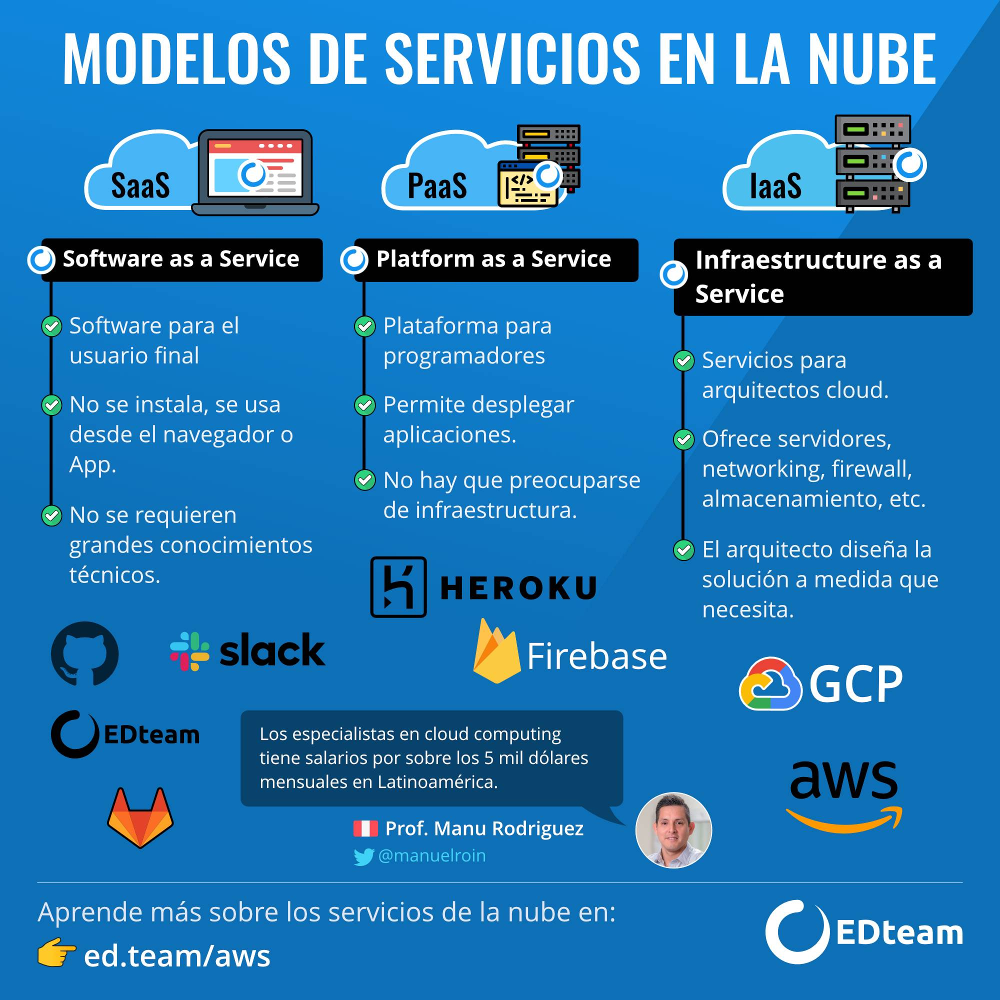 MODELOS DE SERVICIOS EN LA NUBE
SaaS
Software as a Service
Software para el
usuario final
No se instala, se usa
desde el navegador o
App.
No se requieren
grandes conocimientos
técnicos.
slack
EDteam
PaaS
</>
Platform as a Service
Plataforma para
programadores
Permite desplegar
aplicaciones.
No hay que preocuparse
de infraestructura.
HEROKU
Firebase
IaaS
Infraestructure as a
Service
Servicios para
arquitectos cloud.
Ofrece servidores,
networking, firewall,
almacenamiento, etc.
El arquitecto diseña la
solución a medida que
necesita.
GCP
aws
Los especialistas en cloud computing
tiene salarios por sobre los 5 mil dólares
mensuales en Latinoamérica.
Prof. Manu Rodriguez
@manuelroin
Aprende más sobre los servicios de la nube en:
ed.team/aws
EDteam